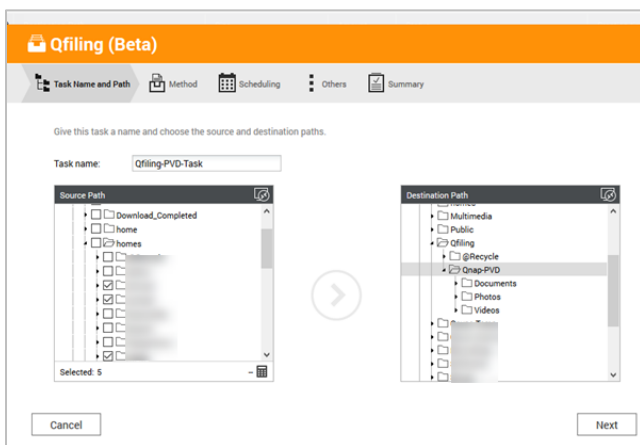 Qfiling (Beta)
Task Name and Path
Method
Scheduling
Others
Summary
Give this task a name and choose the source and destination paths.
Task name:
Qfiling-PVD-Task
Source Path
Download_Completed
home
homes
Selected: 5
--
Destination Path
Multimedia
Public
Qfiling
@Recycle
Qnap-PVD
Documents
Photos
Videos
Cancel
Next